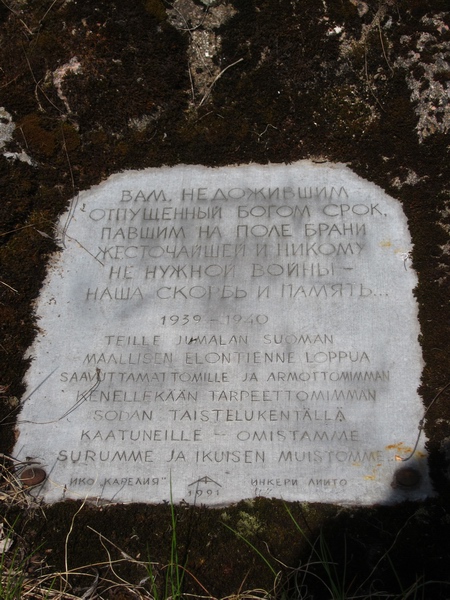 ВАМ, НЕДОЖИВШИМ
ОТПУЩЕННЫЙ БОГОМ СРОК,
ПАВШИМ НА ПОЛЕ БРАНИ
ЖЕСТОЧАЙШЕЙ И НИКОМУ
НЕ НУЖНОЙ ВОЙНЫ –
НАША СКОРБЬ И ПАМЯТЬ...
1939 – 1940
TEILLE JUMALAN SUOMAN
MAALLISEN ELONTIENNE LOPPUA
SAAVUTTAMATTOMILLE JA ARMOTTOMIMMAN
KENELLEKÄÄN TARPEETTOMIMMAN
SODAN TAISTELUKENTÄLLÄ
KAATUNEILLE – OMISTAMME
SURUMME JA IKUISEN MUISTOMME...
ИКО КАРЕЛИЯ" 1991 ИНКЕРИ ЛИИТО